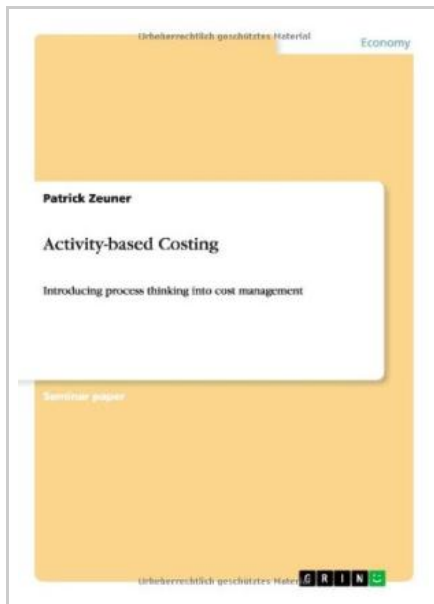 Urheberrechtlich geschütztes Material
Economy
Patrick Zeuner
Activity-based Costing
Introducing process thinking into cost management
Seminar paper
Urheberrechtlich geschütztes Mater
GRIN